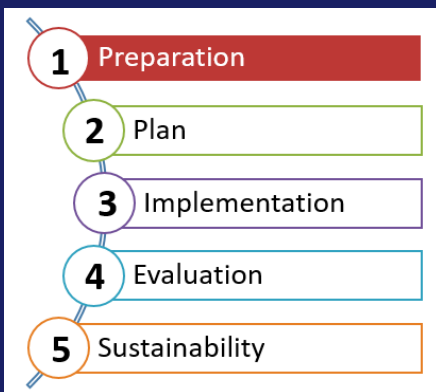 1 Preparation
2 Plan
3 Implementation
4 Evaluation
5 Sustainability